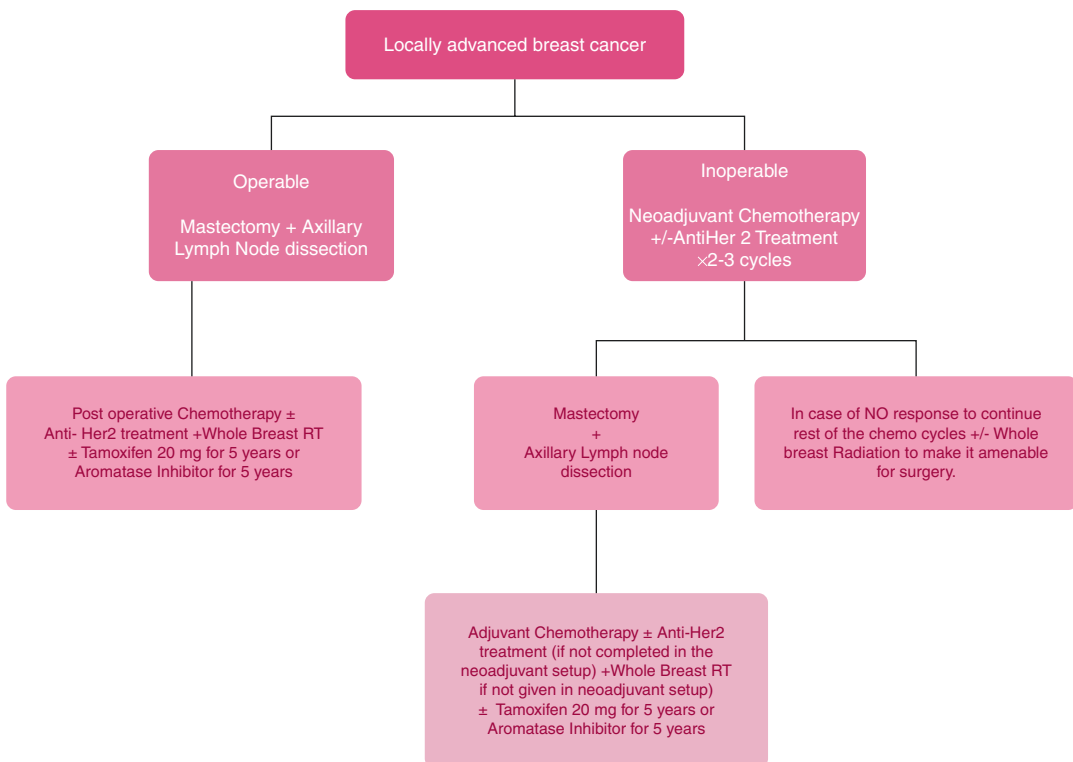 Locally advanced breast cancer
Operable
Mastectomy + Axillary
Lymph Node dissection
Inoperable
Neoadjuvant Chemotherapy
+/-AntiHer 2 Treatment
×2-3 cycles
Post operative Chemotherapy ±
Anti- Her2 treatment +Whole Breast RT
± Tamoxifen 20 mg for 5 years or
Aromatase Inhibitor for 5 years
Mastectomy
+
Axillary Lymph node
dissection
In case of NO response to continue
rest of the chemo cycles +/- Whole
breast Radiation to make it amenable
for surgery.
Adjuvant Chemotherapy ± Anti-Her2
treatment (if not completed in the
neoadjuvant setup) +Whole Breast RT
if not given in neoadjuvant setup)
± Tamoxifen 20 mg for 5 years or
Aromatase Inhibitor for 5 years